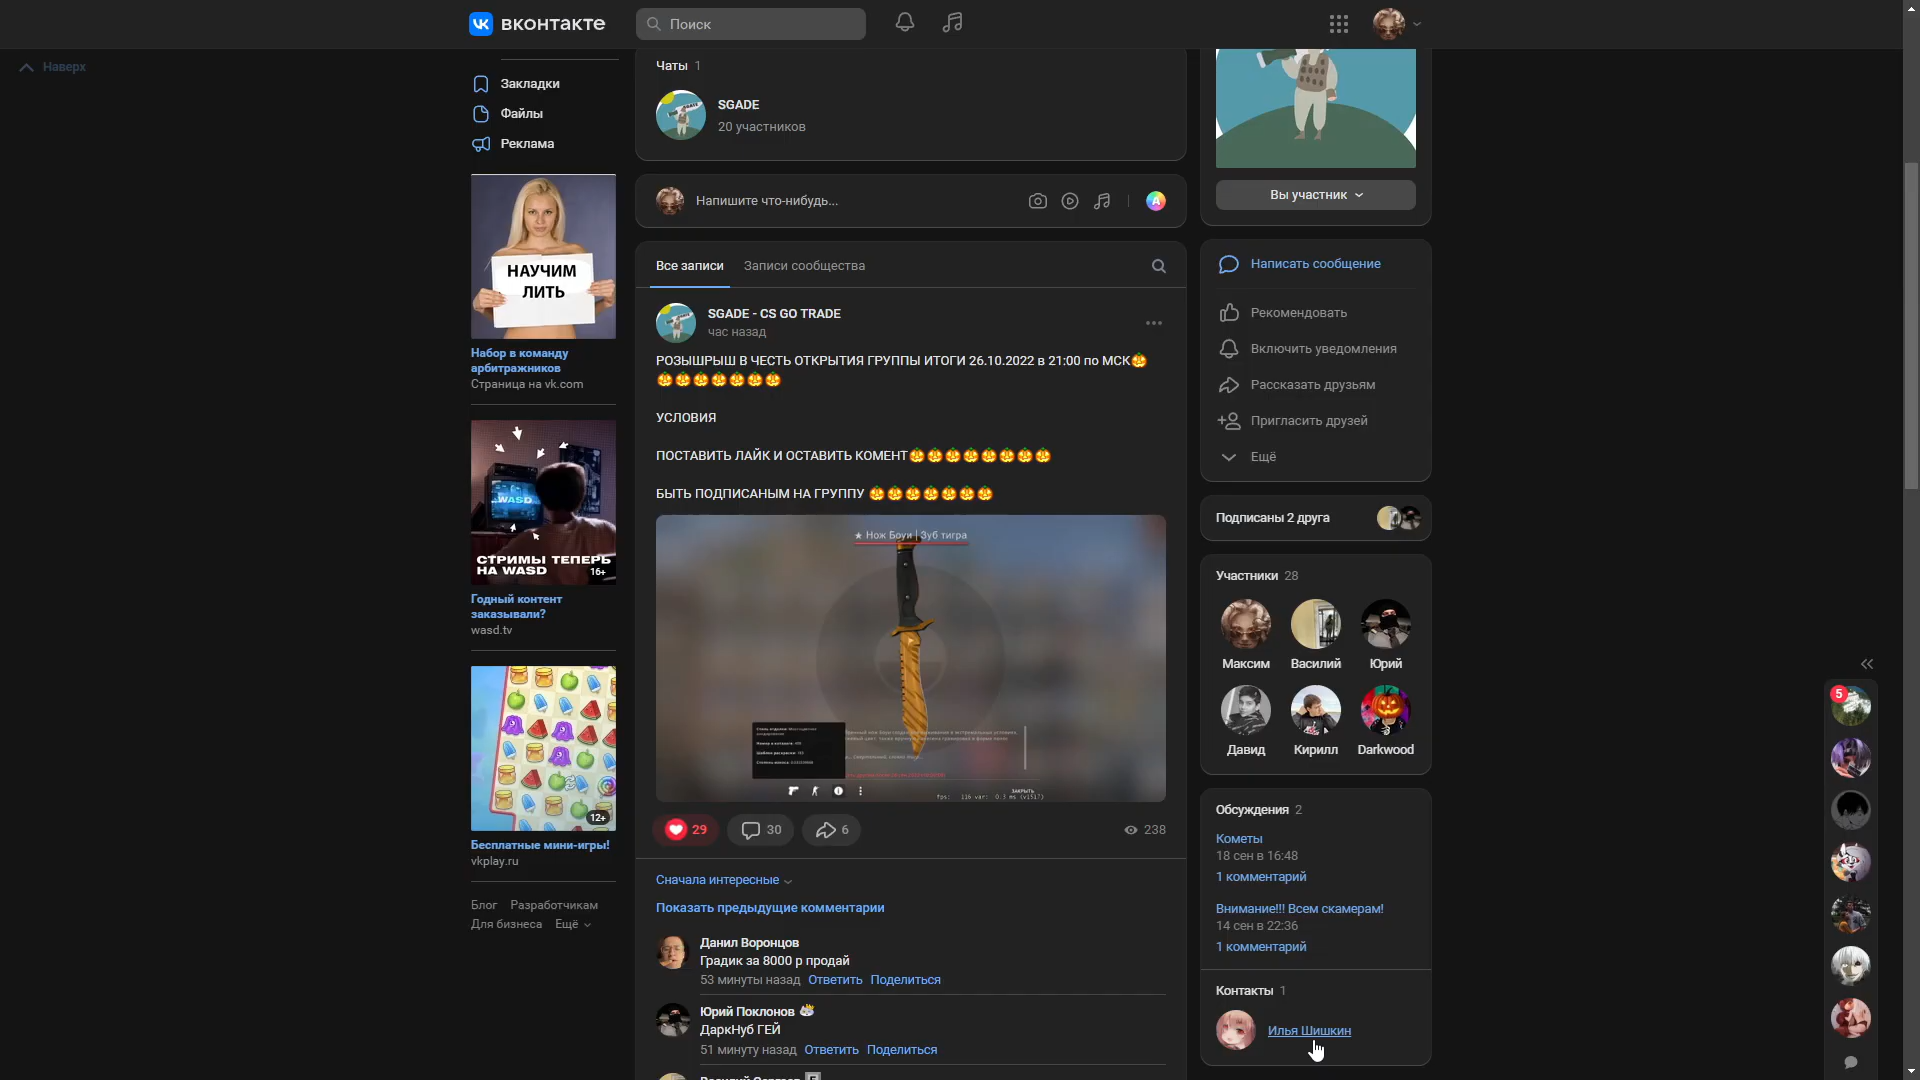 вконтакте
Поиск
Наверх
Закладки
Файлы
Реклама
НАУЧИМ
ЛИТЬ
Набор в команду
арбитражников
Страница на vk.com
WASD
СТРИМЫ ТЕПЕРЬ
НА WASD
16+
Годный контент
заказывали?
wasd.tv
12+
Бесплатные мини-игры!
vkplay.ru
Блог Разработчикам
Для бизнеса Ещё
Чаты 1
SGADE
20 участников
Напишите что-нибудь...
Все записи Записи сообщества
SGADE - CS GO TRADE
час назад
РОЗЫШРЫШ В ЧЕСТЬ ОТКРЫТИЯ ГРУППЫ ИТОГИ 26.10.2022 в 21:00 по МСК🎃
🎃🎃🎃🎃🎃🎃🎃
УСЛОВИЯ
ПОСТАВИТЬ ЛАЙК И ОСТАВИТЬ КОМЕНТ🎃🎃🎃🎃🎃🎃🎃🎃
БЫТЬ ПОДПИСАНЫМ НА ГРУППУ 🎃🎃🎃🎃🎃🎃🎃
★ Нож Боуи | Зуб тигра
ЗАКРЫТЬ
29 30 6 238
Сначала интересные
Показать предыдущие комментарии
Данил Воронцов
Градик за 8000 р продай
53 минуты назад Ответить Поделиться
Юрий Поклонов
ДаркНуб ГЕЙ
51 минуту назад Ответить Поделиться
Вы участник
Написать сообщение
Рекомендовать
Включить уведомления
Рассказать друзьям
Пригласить друзей
Ещё
Подписаны 2 друга
Участники 28
Максим Василий Юрий
Давид Кирилл Darkwood
Обсуждения 2
Кометы
18 сен в 16:48
1 комментарий
Внимание!!! Всем скамерам!
14 сен в 22:36
1 комментарий
Контакты 1
Илья Шишкин
5